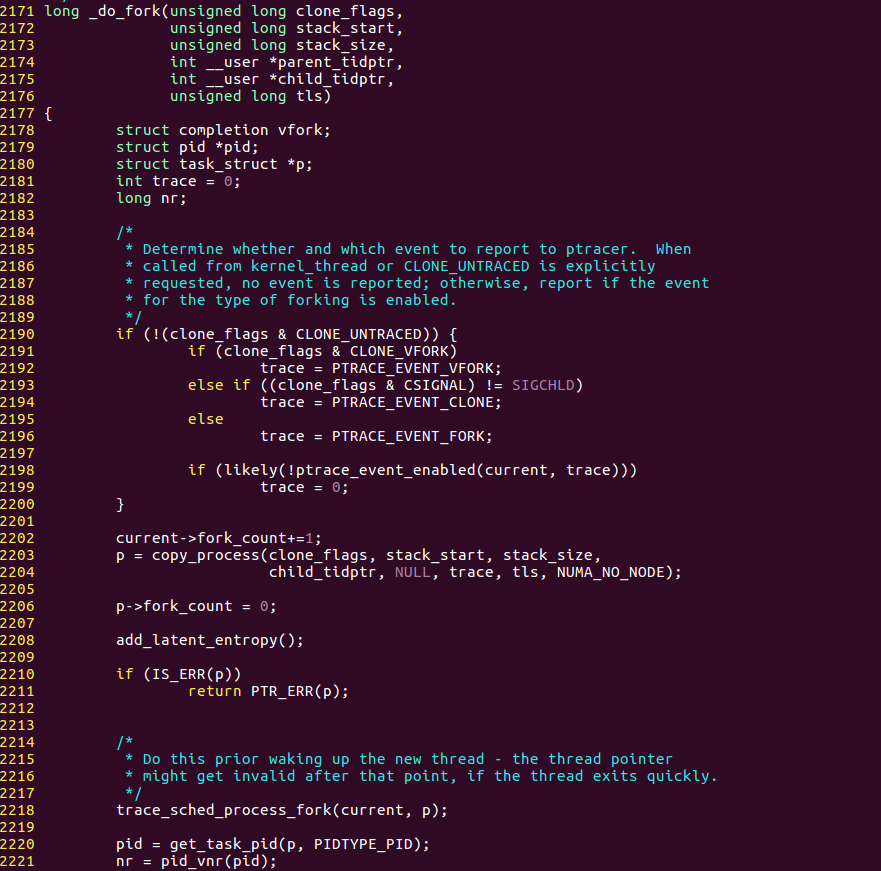 2171 long _do_fork(unsigned long clone_flags,
2172               unsigned long stack_start,
2173               unsigned long stack_size,
2174               int __user *parent_tidptr,
2175               int __user *child_tidptr,
2176               unsigned long tls)
2177 {
2178         struct completion vfork;
2179         struct pid *pid;
2180         struct task_struct *p;
2181         int trace = 0;
2182         long nr;
2183
2184         /*
2185          * Determine whether and which event to report to ptracer.  When
2186          * called from kernel_thread or CLONE_UNTRACED is explicitly
2187          * requested, no event is reported; otherwise, report if the event
2188          * for the type of forking is enabled.
2189          */
2190         if (!(clone_flags & CLONE_UNTRACED)) {
2191                 if (clone_flags & CLONE_VFORK)
2192                         trace = PTRACE_EVENT_VFORK;
2193                 else if ((clone_flags & CSIGNAL) != SIGCHLD)
2194                         trace = PTRACE_EVENT_CLONE;
2195                 else
2196                         trace = PTRACE_EVENT_FORK;
2197
2198                 if (likely(!ptrace_event_enabled(current, trace)))
2199                         trace = 0;
2200         }
2201
2202         current->fork_count+=1;
2203         p = copy_process(clone_flags, stack_start, stack_size,
2204                          child_tidptr, NULL, trace, tls, NUMA_NO_NODE);
2205
2206         p->fork_count = 0;
2207
2208         add_latent_entropy();
2209
2210         if (IS_ERR(p))
2211                 return PTR_ERR(p);
2212
2213
2214         /*
2215          * Do this prior waking up the new thread - the thread pointer
2216          * might get invalid after that point, if the thread exits quickly.
2217          */
2218         trace_sched_process_fork(current, p);
2219
2220         pid = get_task_pid(p, PIDTYPE_PID);
2221         nr = pid_vnr(pid);